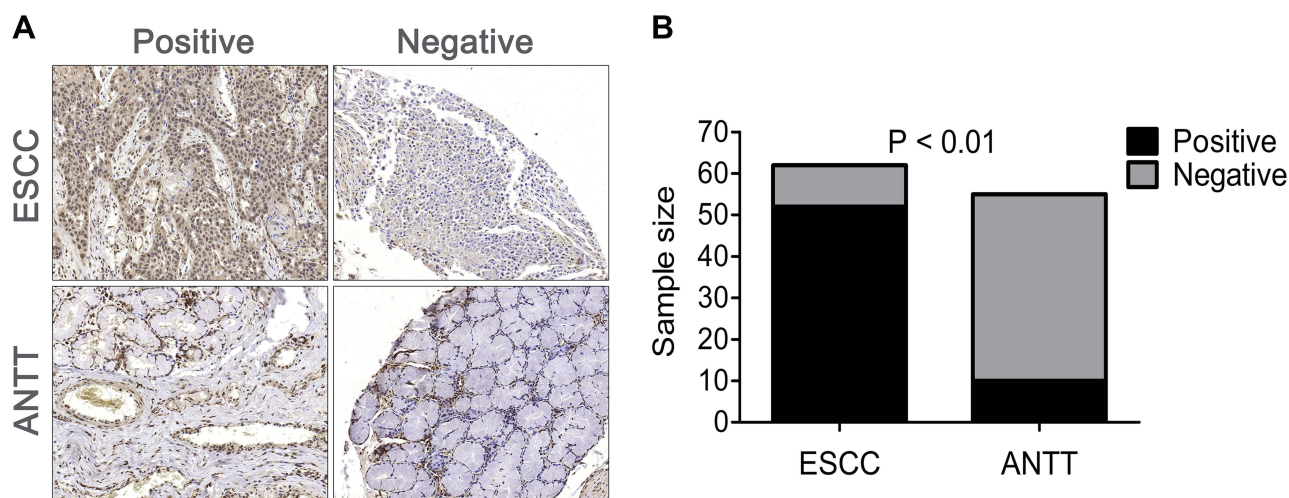 A
Positive
Negative
ESCC
ANTT
B
P < 0.01
Positive
Negative
Sample size
70
60
50
40
30
20
10
0
ESCC
ANTT